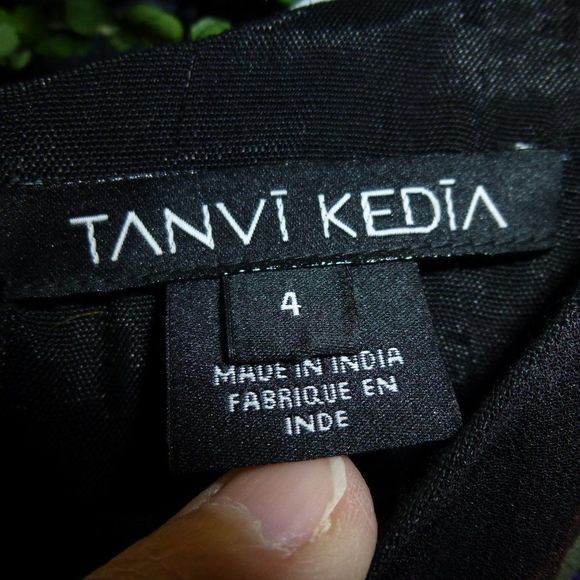 TANVĪ KEDĪA
4
MADE IN INDIA
FABRIQUE EN
INDE